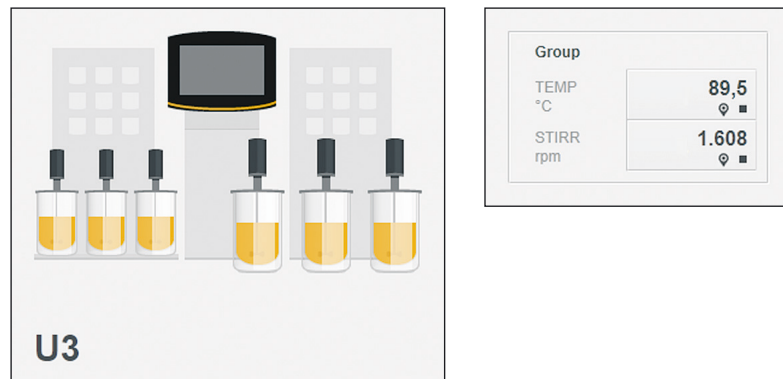 U3
Group
TEMP
°C
89,5
STIRR
rpm
1.608